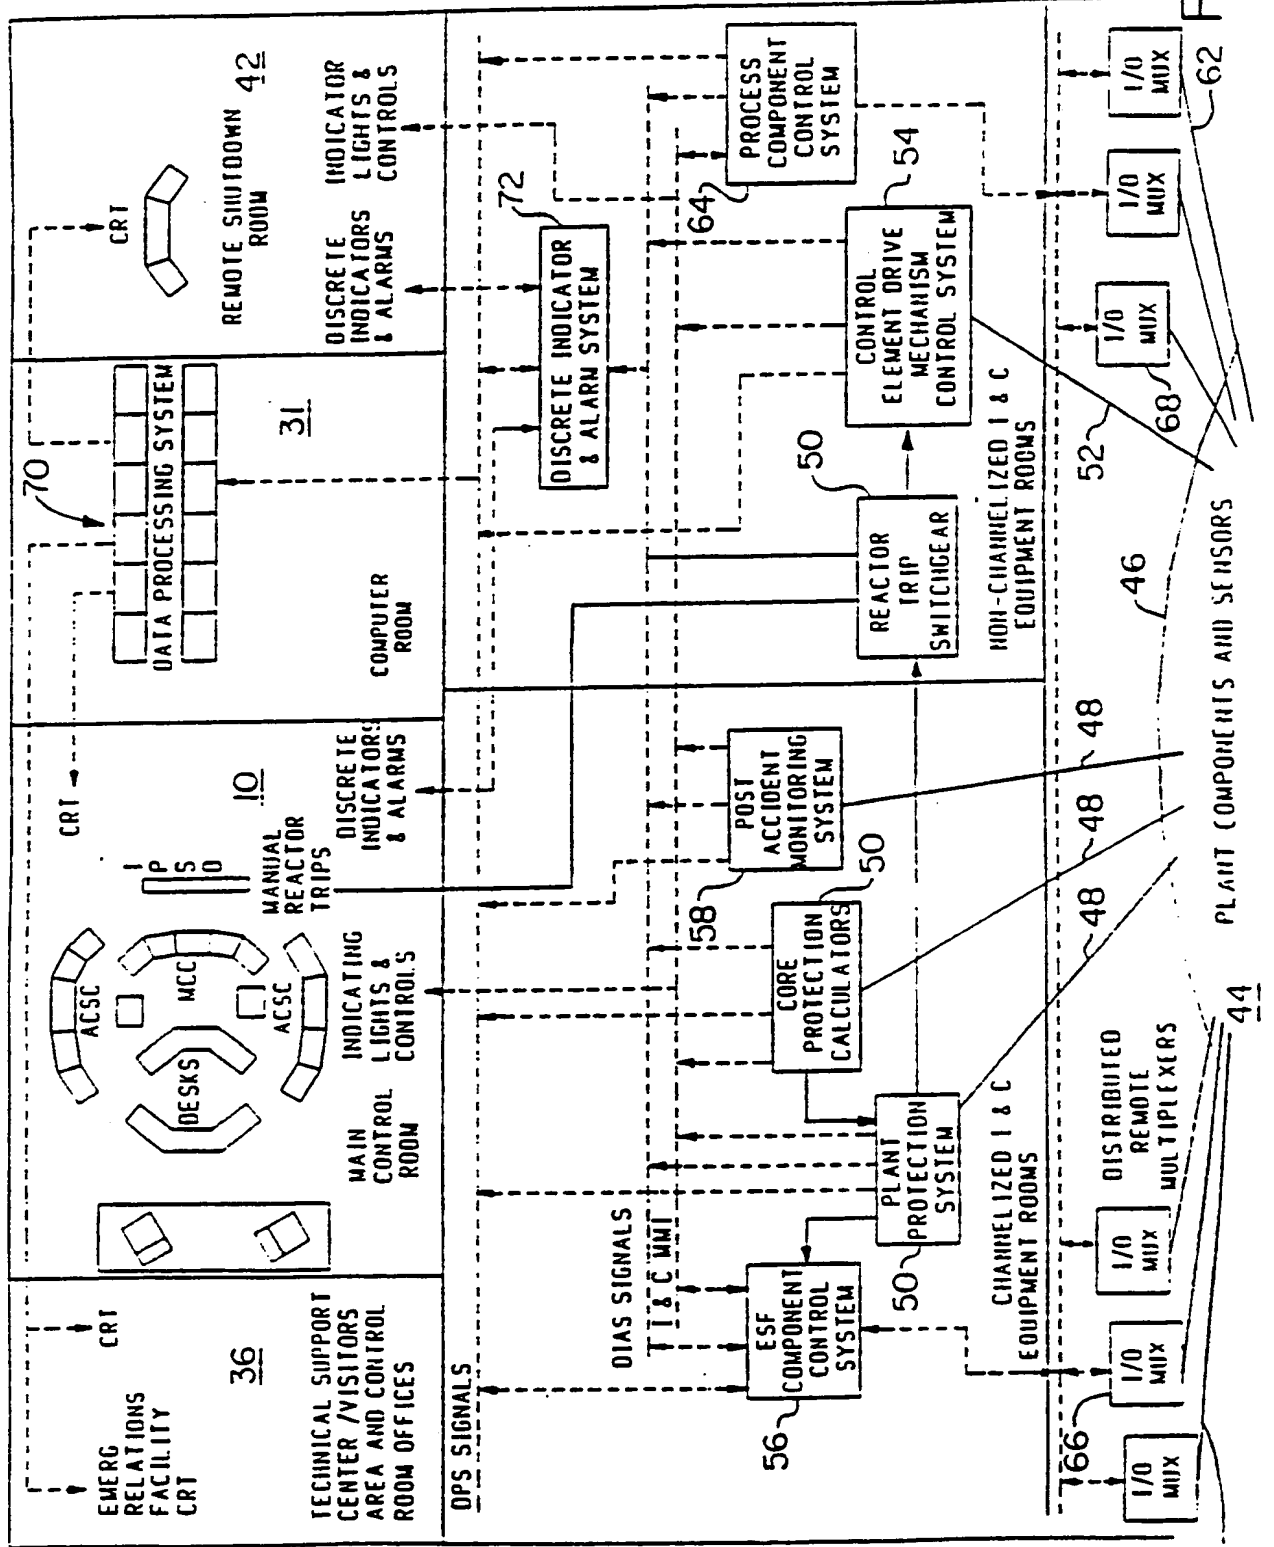 EMERG
RELATIONS
FACILITY
CRT
CRT
36
TECHNICAL SUPPORT
CENTER / VISITORS
AREA AND CONTROL
ROOM OFFICES
ACSC
MCC
DESKS
ACSC
MAIN
CONTROL
ROOM
INDICATING
LIGHTS &
CONTROLS
I
P
S
O
MANUAL
REACTOR
TRIPS
CRT
10
DISCRETE
INDICATORS
& ALARMS
70
DATA PROCESSING SYSTEM
31
COMPUTER
ROOM
CRT
REMOTE SHUTDOWN
ROOM
42
DISCRETE
INDICATORS
& ALARMS
INDICATOR
LIGHTS &
CONTROLS
DPS SIGNALS
DIAS SIGNALS
I & C MMI
72
DISCRETE INDICATOR
& ALARM SYSTEM
56
ESF
COMPONENT
CONTROL
SYSTEM
50
PLANT
PROTECTION
SYSTEM
CORE
PROTECTION
CALCULATORS
50
58
POST
ACCIDENT
MONITORING
SYSTEM
REACTOR
TRIP
SWITCHGEAR
50
CONTROL
ELEMENT DRIVE
MECHANISM
CONTROL SYSTEM
54
64
PROCESS
COMPONENT
CONTROL
SYSTEM
CHANNELIZED I & C
EQUIPMENT ROOMS
NON-CHANNELIZED I & C
EQUIPMENT ROOMS
I/O
MUX
66
I/O
MUX
I/O
MUX
DISTRIBUTED
REMOTE
MULTIPLEXERS
48
48
48
46
52
68
I/O
MUX
I/O
MUX
I/O
MUX
62
44
PLANT COMPONENTS AND SENSORS